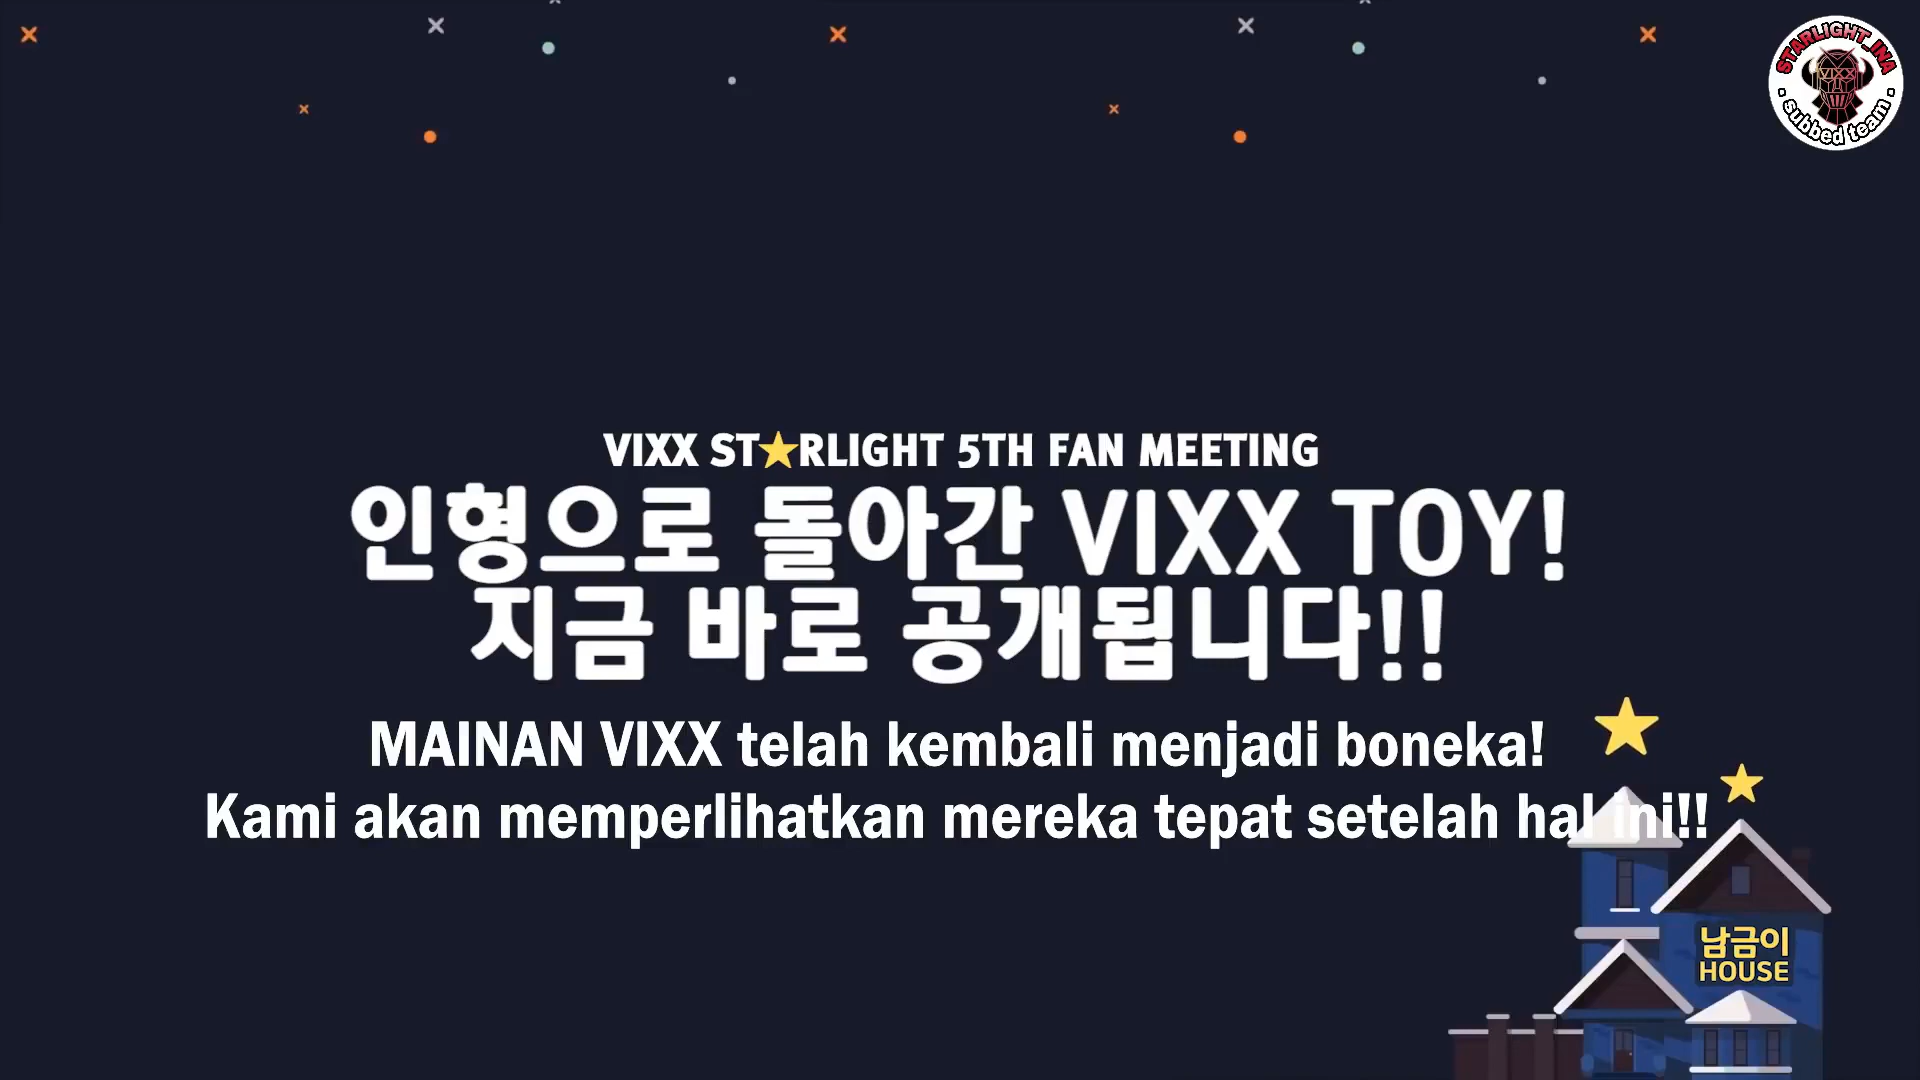 STARLIGHT_INA
VIXX
• subbed team •
VIXX ST★RLIGHT 5TH FAN MEETING
인형으로 돌아간 VIXX TOY!
지금 바로 공개됩니다!!
MAINAN VIXX telah kembali menjadi boneka!
Kami akan memperlihatkan mereka tepat setelah hal ini!!
남금이
HOUSE